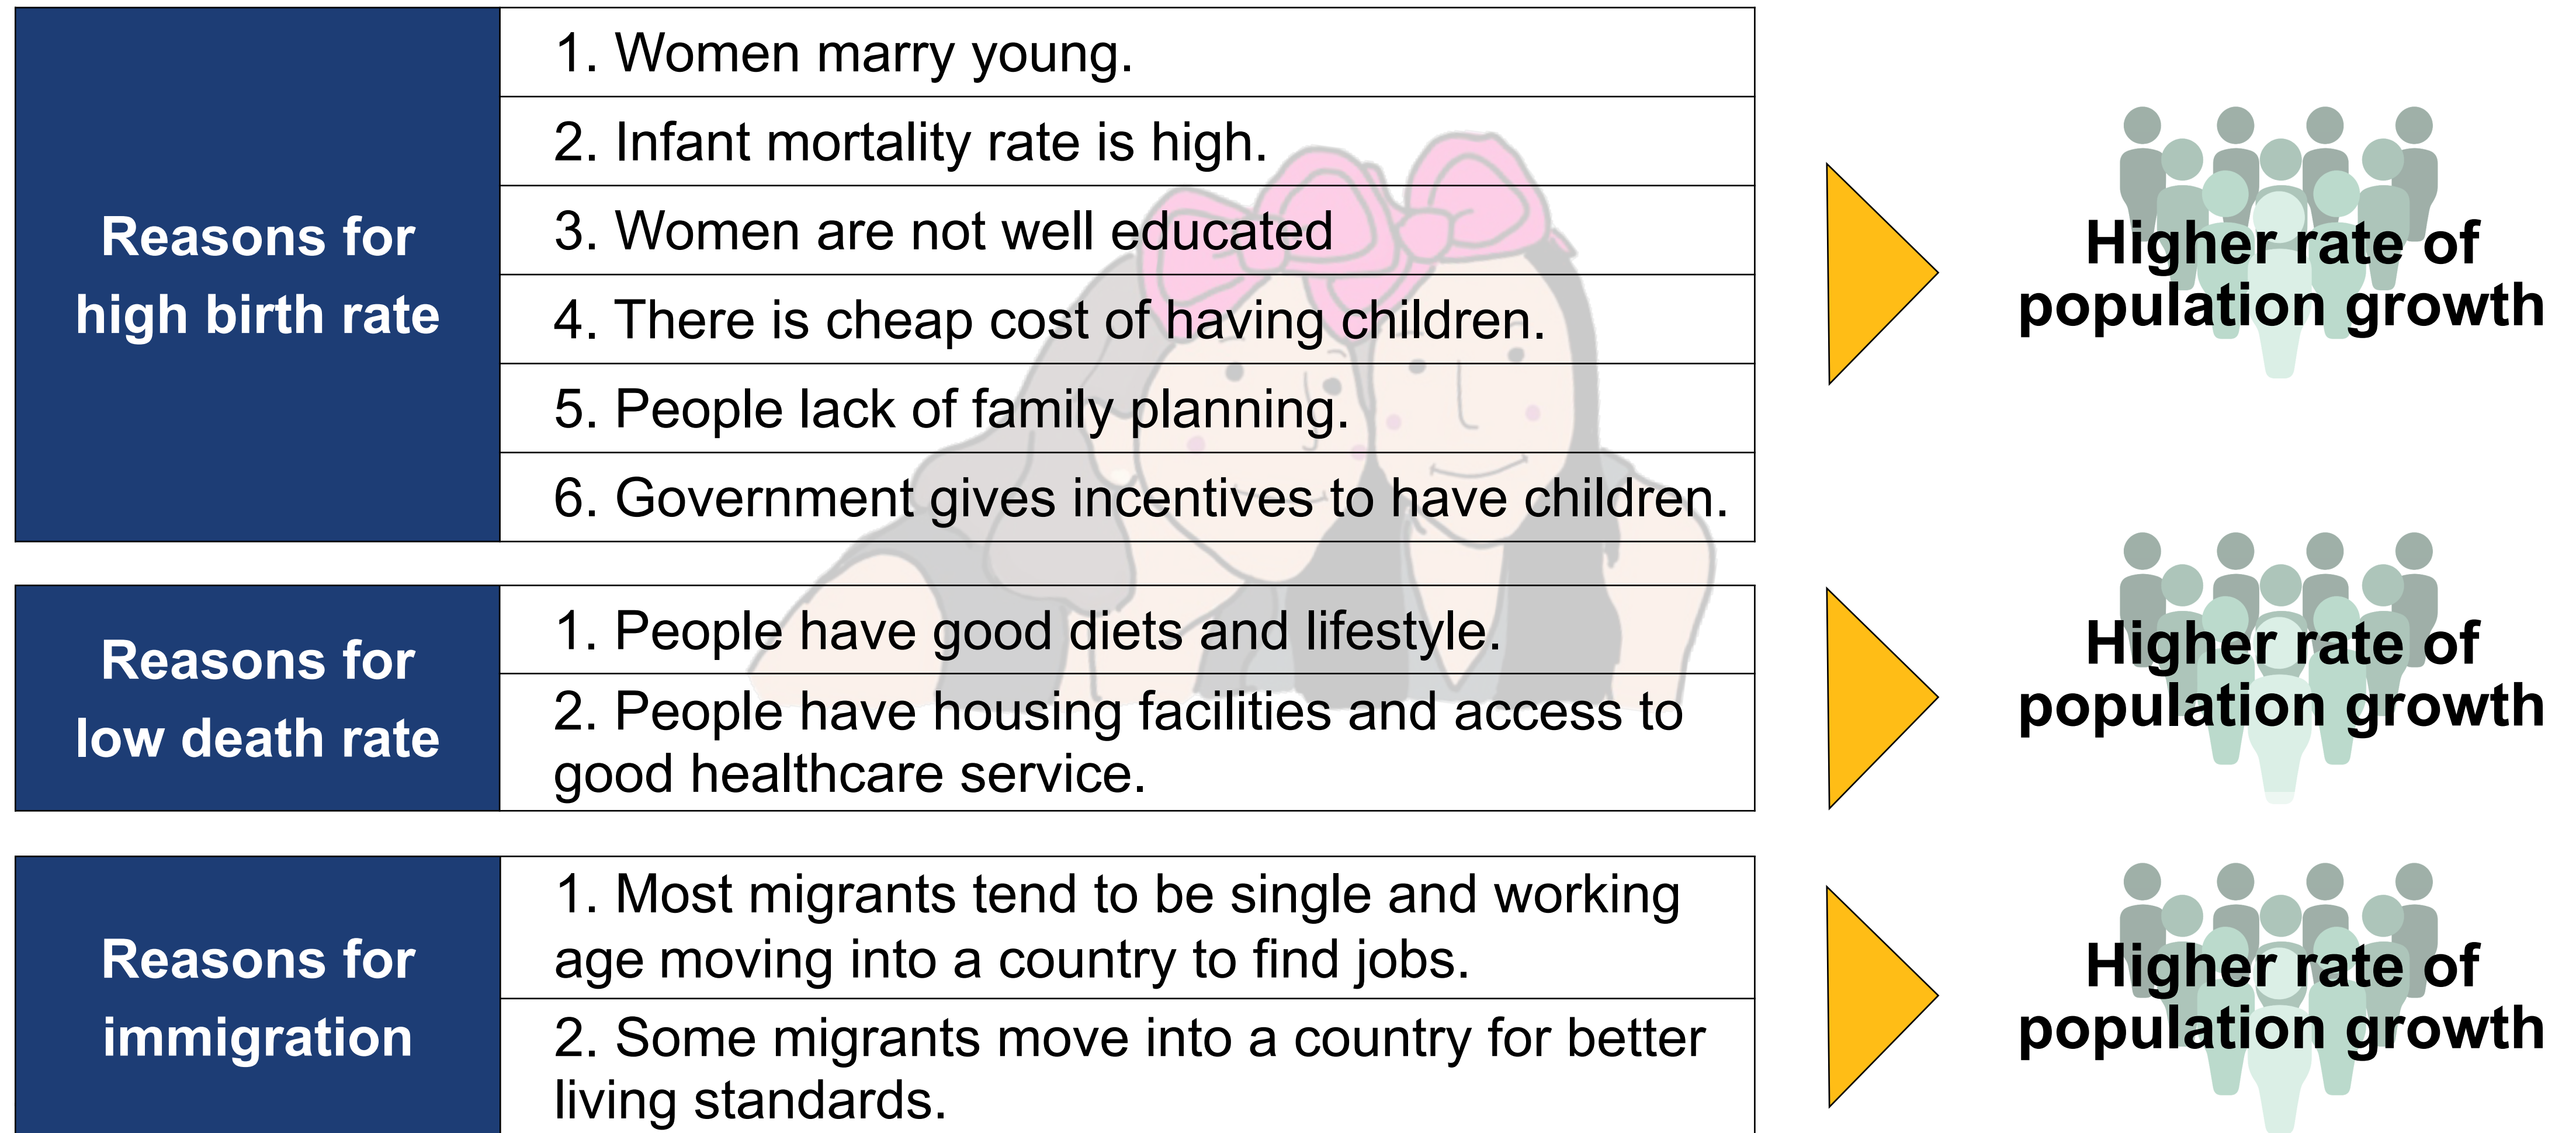 Reasons for
high birth rate
1. Women marry young.
2. Infant mortality rate is high.
3. Women are not well educated
4. There is cheap cost of having children.
5. People lack of family planning.
6. Government gives incentives to have children.
Higher rate of
population growth
Reasons for
low death rate
1. People have good diets and lifestyle.
2. People have housing facilities and access to
good healthcare service.
Higher rate of
population growth
Reasons for
immigration
1. Most migrants tend to be single and working
age moving into a country to find jobs.
2. Some migrants move into a country for better
living standards.
Higher rate of
population growth